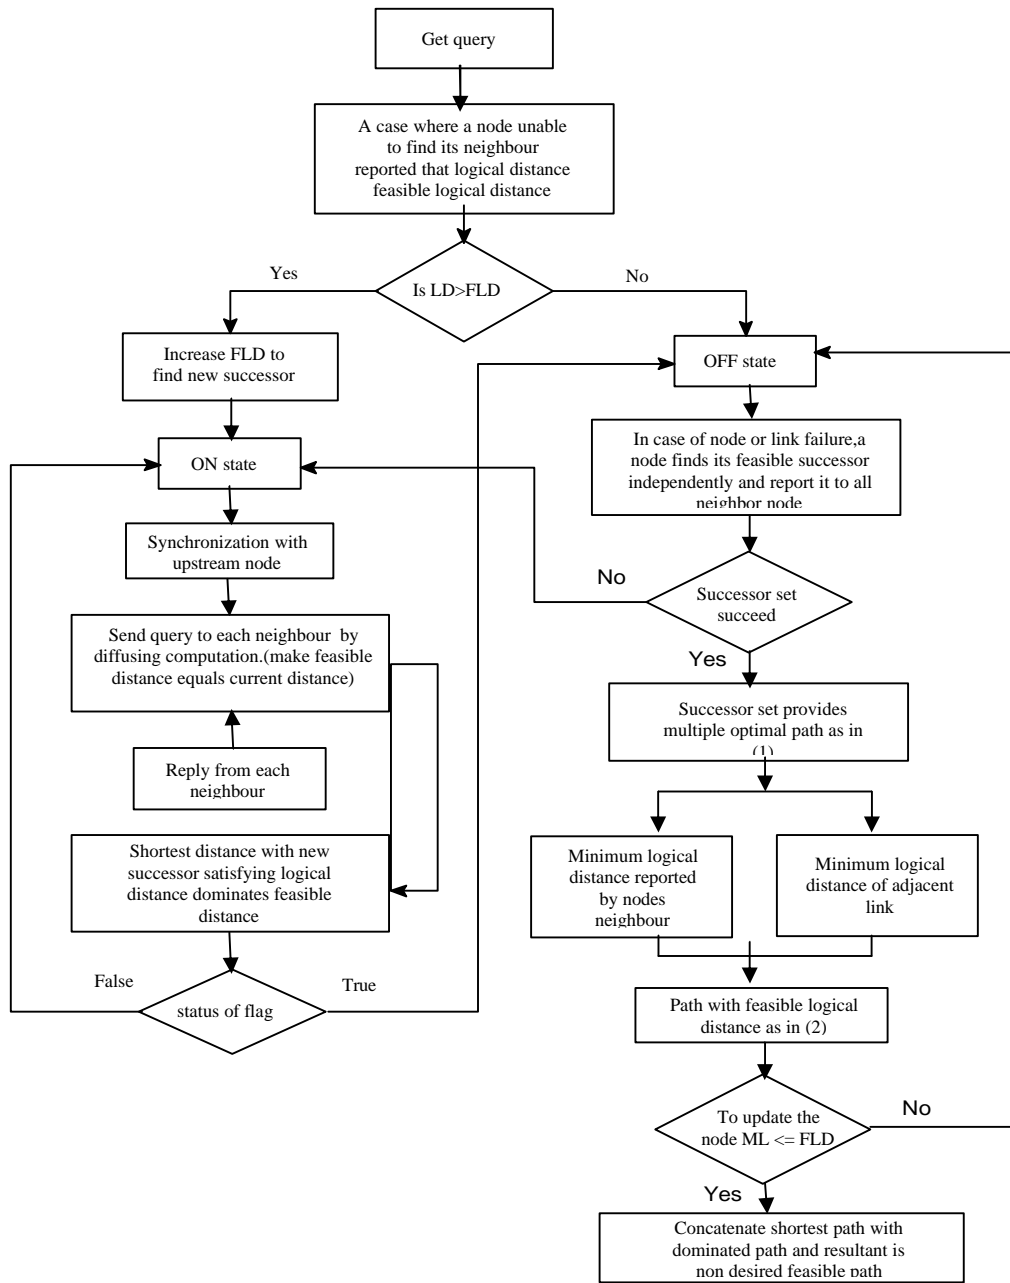 Get query
A case where a node unable
to find its neighbour
reported that logical distance
feasible logical distance
Yes
No
Is LD>FLD
Increase FLD to
find new successor
OFF state
ON state
In case of node or link failure,a
node finds its feasible successor
independently and report it to all
neighbor node
Synchronization with
upstream node
No
Successor set
succeed
Send query to each neighbour by
diffusing computation.(make feasible
distance equals current distance)
Yes
Successor set provides
multiple optimal path as in
(1)
Reply from each
neighbour
Shortest distance with new
successor satisfying logical
distance dominates feasible
distance
Minimum logical
distance reported
by nodes
neighbour
Minimum logical
distance of adjacent
link
False
True
status of flag
Path with feasible logical
distance as in (2)
To update the
node ML <= FLD
No
Yes
Concatenate shortest path with
dominated path and resultant is
non desired feasible path